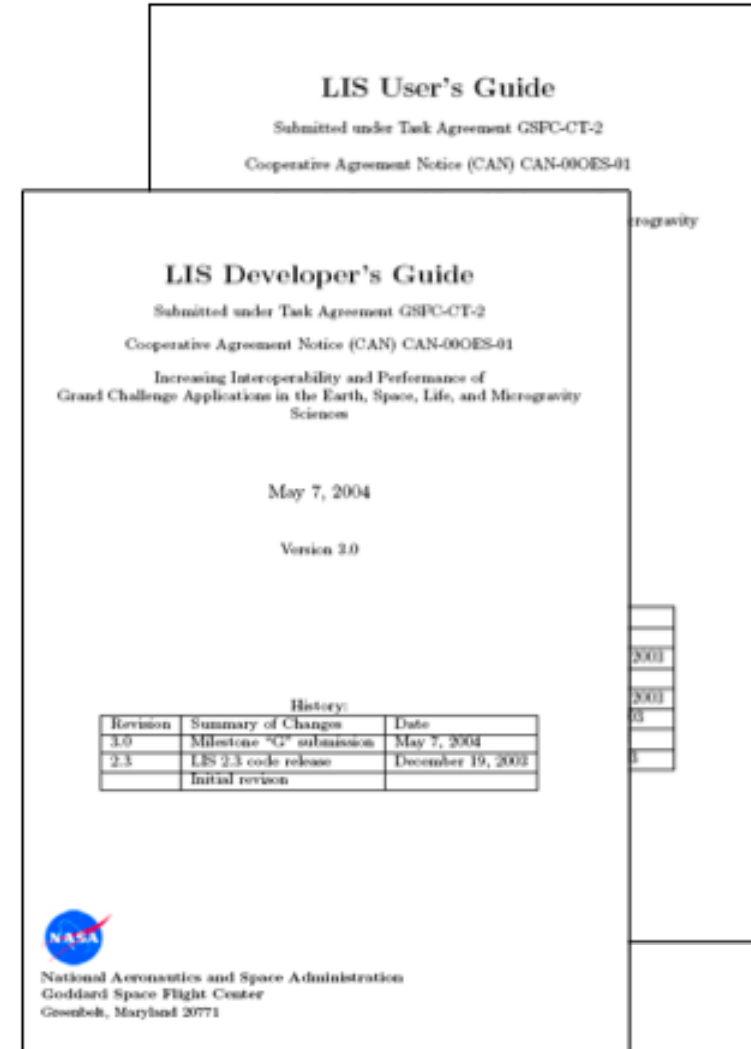 LIS User's Guide
Submitted under Task Agreement GSFC-CT-2
Cooperative Agreement Notice (CAN) CAN-00OES-01
crogravity
2003
2003
03
3
LIS Developer's Guide
Submitted under Task Agreement GSFC-CT-2
Cooperative Agreement Notice (CAN) CAN-00OES-01
Increasing Interoperability and Performance of
Grand Challenge Applications in the Earth, Space, Life, and Microgravity
Sciences
May 7, 2004
Version 3.0
History:
Revision Summary of Changes Date
3.0 Milestone "G" submission May 7, 2004
2.3 LIS 2.3 code release December 19, 2003
Initial revison
NASA
National Aeronautics and Space Administration
Goddard Space Flight Center
Greenbelt, Maryland 20771